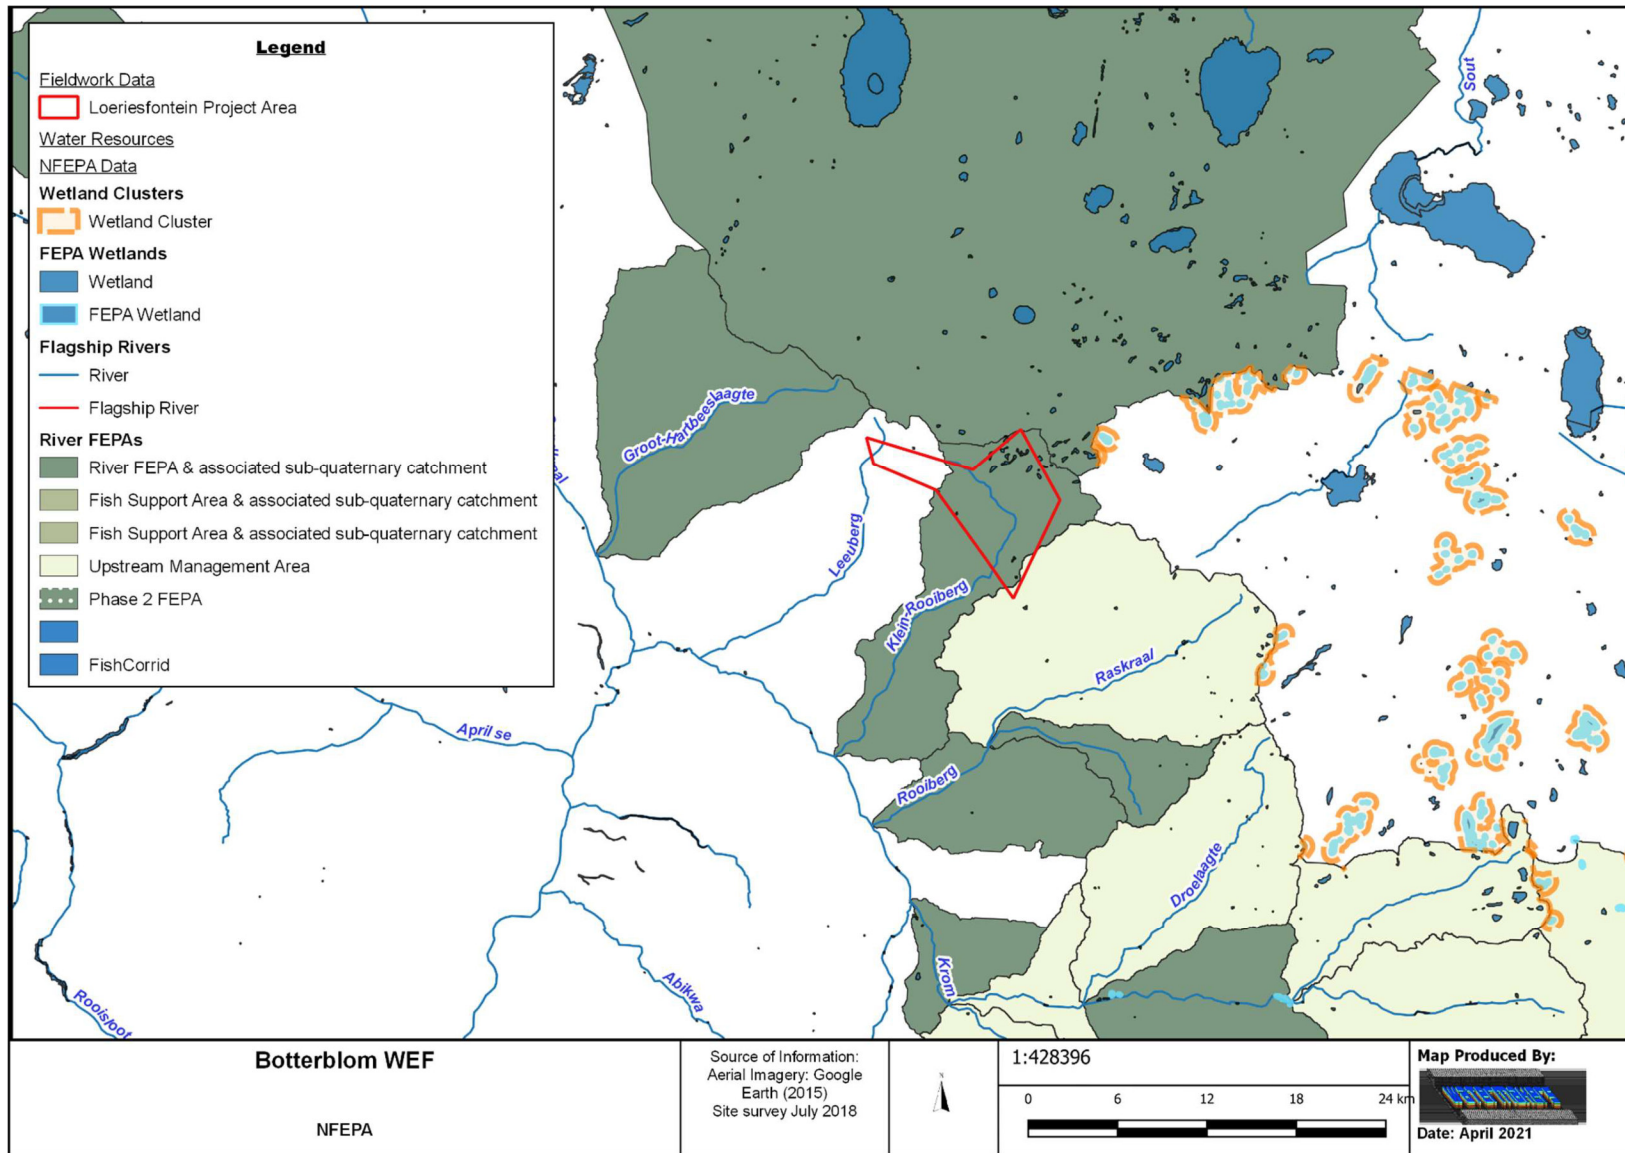 Legend
Fieldwork Data
Loeriesfontein Project Area
Water Resources
NFEPA Data
Wetland Clusters
Wetland Cluster
FEPA Wetlands
Wetland
FEPA Wetland
Flagship Rivers
River
Flagship River
River FEPAs
River FEPA & associated sub-quaternary catchment
Fish Support Area & associated sub-quaternary catchment
Fish Support Area & associated sub-quaternary catchment
Upstream Management Area
Phase 2 FEPA
FishCorrid
Sout
Groot-Hartbeeslaagte
Leeuberg
Klein-Rooiberg
Raskraal
April se
Rooiberg
Droelaagte
Krom
Abikwa
Botterblom WEF
NFEPA
Source of Information:
Aerial Imagery: Google
Earth (2015)
Site survey July 2018
N
1:428396
0 6 12 18 24 km
Map Produced By:
WATERMAKERS
Date: April 2021